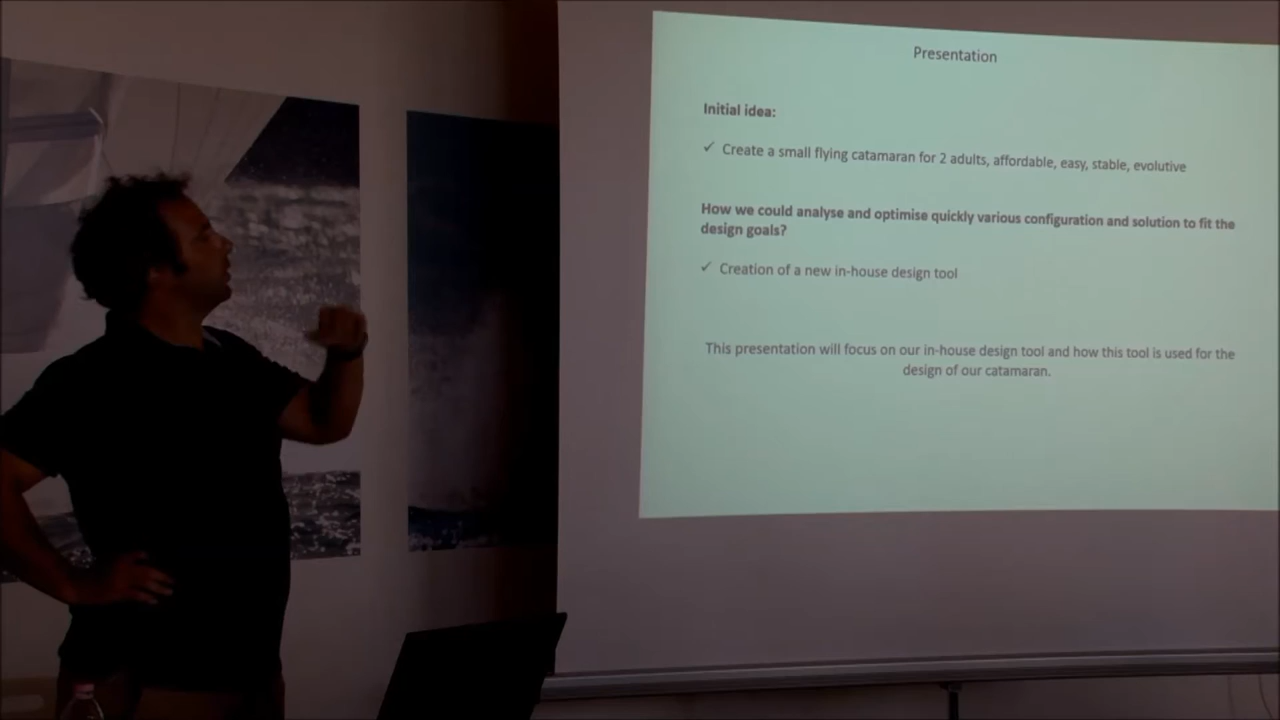 Presentation
Initial idea:
✓ Create a small flying catamaran for 2 adults, affordable, easy, stable, evolutive
How we could analyse and optimise quickly various configuration and solution to fit the
design goals?
✓ Creation of a new in-house design tool
This presentation will focus on our in-house design tool and how this tool is used for the
design of our catamaran.